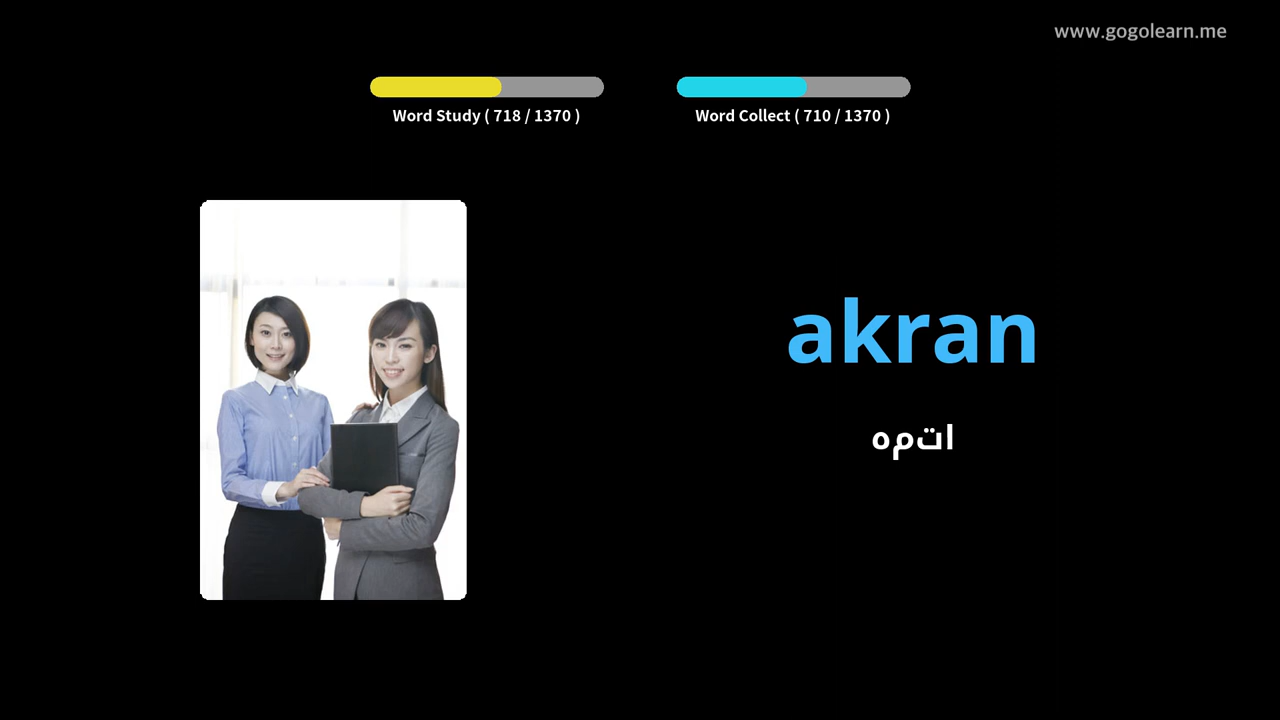 www.gogolearn.me
Word Study ( 718 / 1370 )
Word Collect ( 710 / 1370 )
akran
اتمه